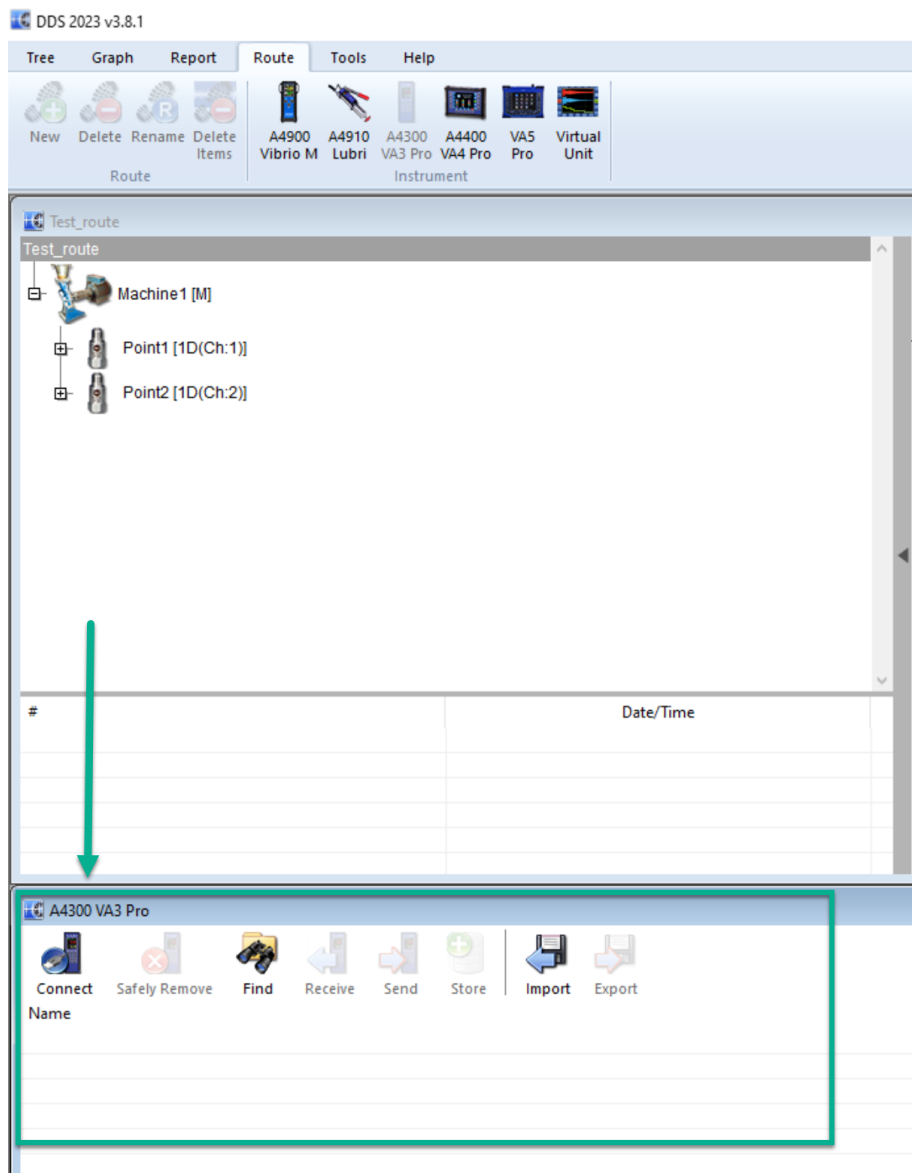 DDS 2023 v3.8.1
Tree Graph Report Route Tools Help
New Delete Rename Delete Items A4900 Vibrio M A4910 Lubri A4300 VA3 Pro A4400 VA4 Pro VA5 Pro Virtual Unit
Route Instrument
Test_route
Test_route
Machine1 [M]
Point1 [1D(Ch:1)]
Point2 [1D(Ch:2)]
# Date/Time
A4300 VA3 Pro
Connect Safely Remove Find Receive Send Store Import Export
Name